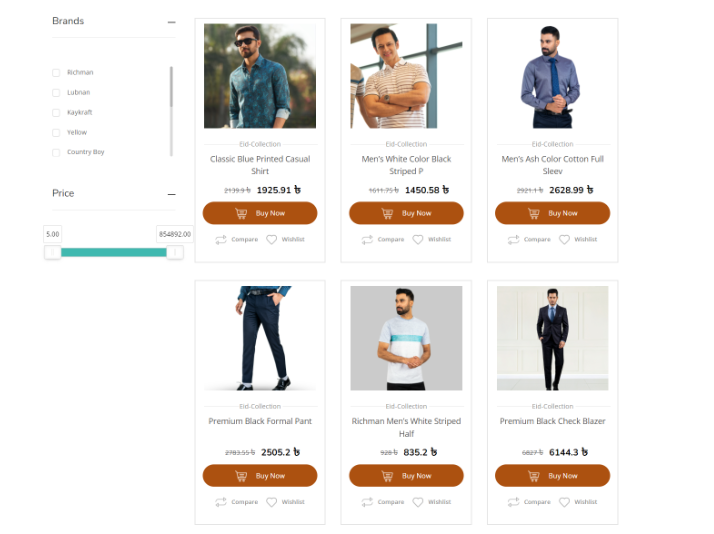 Brands
Richman
Lubnan
Kaykraft
Yellow
Country Boy
Price
5.00
854892.00
Eid-Collection
Classic Blue Printed Casual
Shirt
2139.9 ৳ 1925.91 ৳
Buy Now
Compare Wishlist
Eid-Collection
Men's White Color Black
Striped P
1611.75 ৳ 1450.58 ৳
Buy Now
Compare Wishlist
Eid-Collection
Men's Ash Color Cotton Full
Sleev
2921.1 ৳ 2628.99 ৳
Buy Now
Compare Wishlist
Eid-Collection
Premium Black Formal Pant
2783.55 ৳ 2505.2 ৳
Buy Now
Compare Wishlist
Eid-Collection
Richman Men's White Striped
Half
928 ৳ 835.2 ৳
Buy Now
Compare Wishlist
Eid-Collection
Premium Black Check Blazer
6827 ৳ 6144.3 ৳
Buy Now
Compare Wishlist